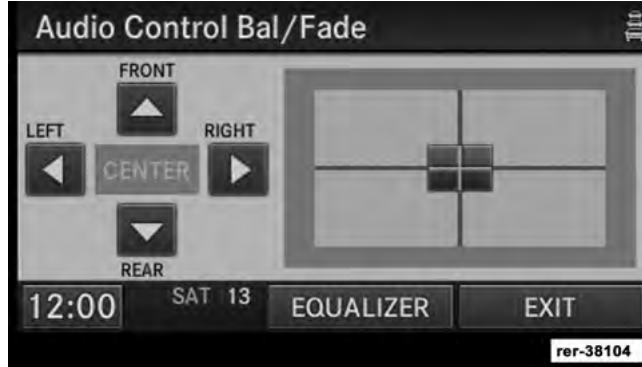 Audio Control Bal/Fade
FRONT
LEFT RIGHT
CENTER
REAR
12:00 SAT 13 EQUALIZER EXIT
rer-38104